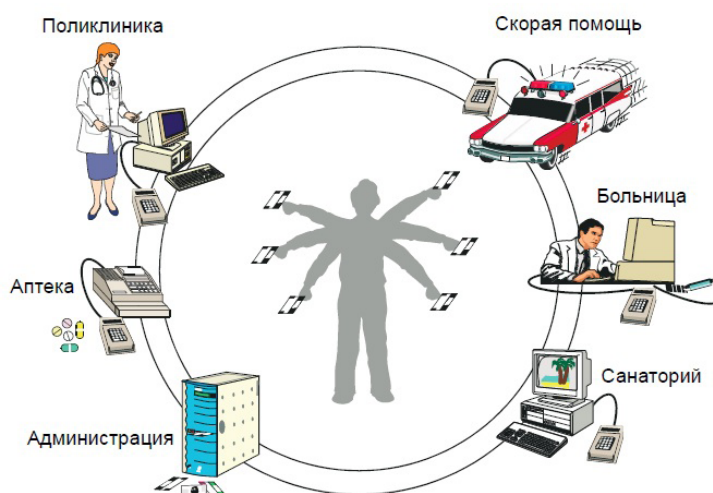 Поликлиника
Скорая помощь
Больница
Аптека
Санаторий
Администрация